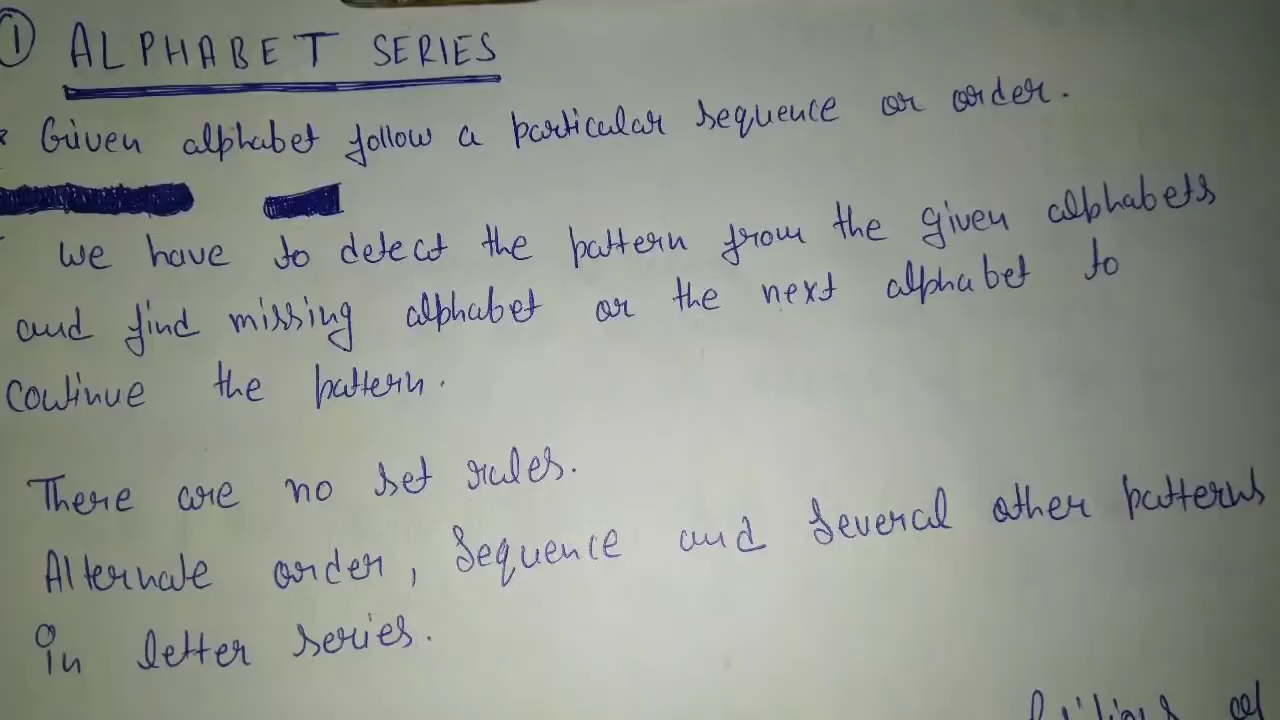 ① ALPHABET SERIES
* Given alphabet follow a particular sequence or order.
- We have to detect the pattern from the given alphabets
and find missing alphabet or the next alphabet to
continue the pattern.
There are no set rules.
Alternate order, Sequence and several other patterns
in letter series.
of